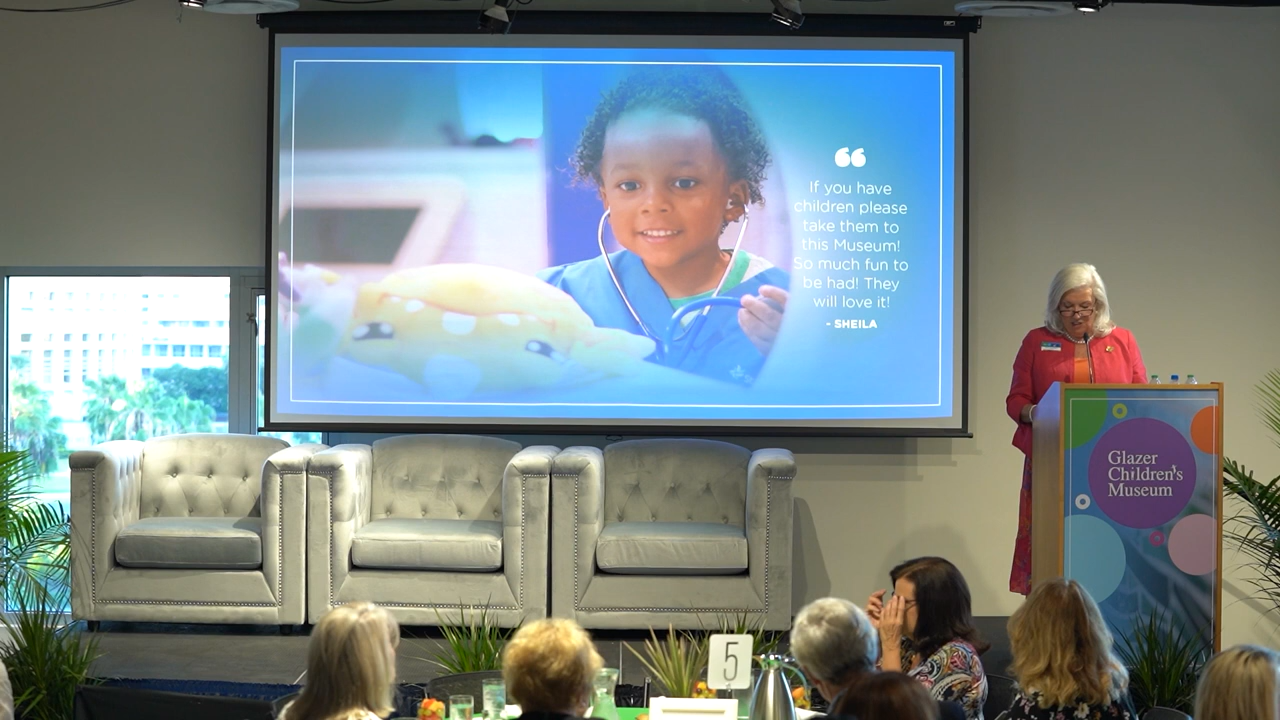 “
If you have
children please
take them to
this Museum!
So much fun to
be had! They
will love it!
- SHEILA
Glazer
Children's
Museum
5